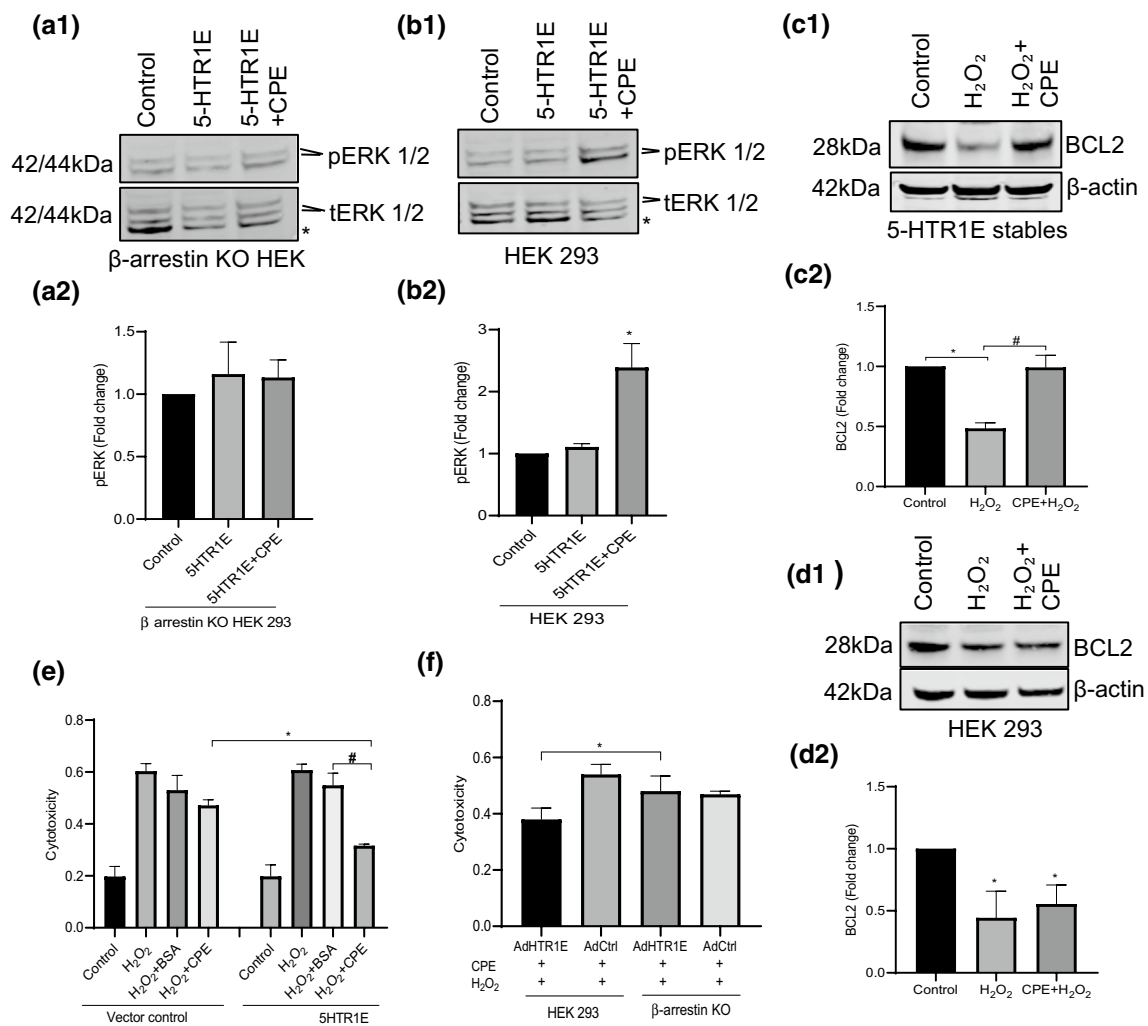 (a1)
Control
5-HTR1E
5-HTR1E
+CPE
42/44kDa
pERK 1/2
42/44kDa
tERK 1/2
*
β-arrestin KO HEK
(b1)
Control
5-HTR1E
5-HTR1E
+CPE
pERK 1/2
tERK 1/2
*
HEK 293
(c1)
Control
H₂O₂
H₂O₂+
CPE
28kDa
BCL2
42kDa
β-actin
5-HTR1E stables
(a2)
pERK (Fold change)
1.5
1.0
0.5
0.0
Control
5HTR1E
5HTR1E+CPE
β arrestin KO HEK 293
(b2)
pERK (Fold change)
3
2
1
0
*
Control
5HTR1E
5HTR1E+CPE
HEK 293
(c2)
BCL2 (Fold change)
1.5
1.0
0.5
0.0
*
#
Control
H₂O₂
CPE+H₂O₂
(d1 )
Control
H₂O₂
H₂O₂+
CPE
28kDa
BCL2
42kDa
β-actin
HEK 293
(e)
Cytotoxicity
0.8
0.6
0.4
0.2
0.0
*
#
Control
H₂O₂
H₂O₂+BSA
H₂O₂+CPE
Control
H₂O₂
H₂O₂+BSA
H₂O₂+CPE
Vector control
5HTR1E
(f)
Cytotoxicity
0.8
0.6
0.4
0.2
0.0
*
AdHTR1E AdCtrl AdHTR1E AdCtrl
CPE + + + +
H₂O₂ + + + +
HEK 293
β-arrestin KO
(d2)
BCL2 (Fold change)
1.5
1.0
0.5
0.0
*
*
Control
H₂O₂
CPE+H₂O₂